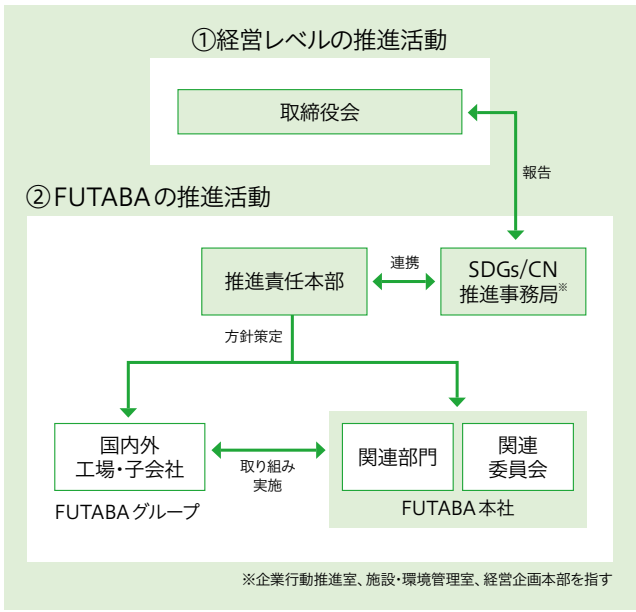 ①経営レベルの推進活動
取締役会
報告
②FUTABAの推進活動
推進責任本部
連携
SDGs/CN
推進事務局※
方針策定
国内外
工場・子会社
取り組み
実施
関連部門
関連
委員会
FUTABAグループ
FUTABA本社
※企業行動推進室、施設・環境管理室、経営企画本部を指す